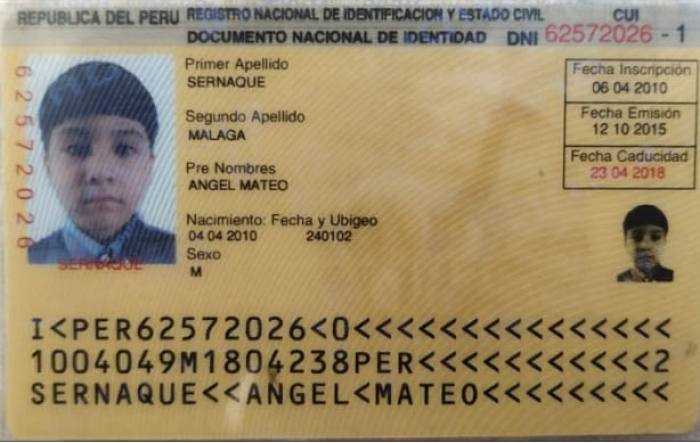 REPUBLICA DEL PERU REGISTRO NACIONAL DE IDENTIFICACION Y ESTADO CIVIL CUI
DOCUMENTO NACIONAL DE IDENTIDAD DNI 62572026 - 1
62572026
Primer Apellido
SERNAQUE
Segundo Apellido
MALAGA
Pre Nombres
ANGEL MATEO
Nacimiento: Fecha y Ubigeo
04 04 2010 240102
Sexo
M
Fecha Inscripción
06 04 2010
Fecha Emisión
12 10 2015
Fecha Caducidad
23 04 2018
SERNAQUE
I<PER62572026<0<<<<<<<<<<<<<<<
1004049M1804238PER<<<<<<<<<<<2
SERNAQUE<<ANGEL<MATEO<<<<<<<<<